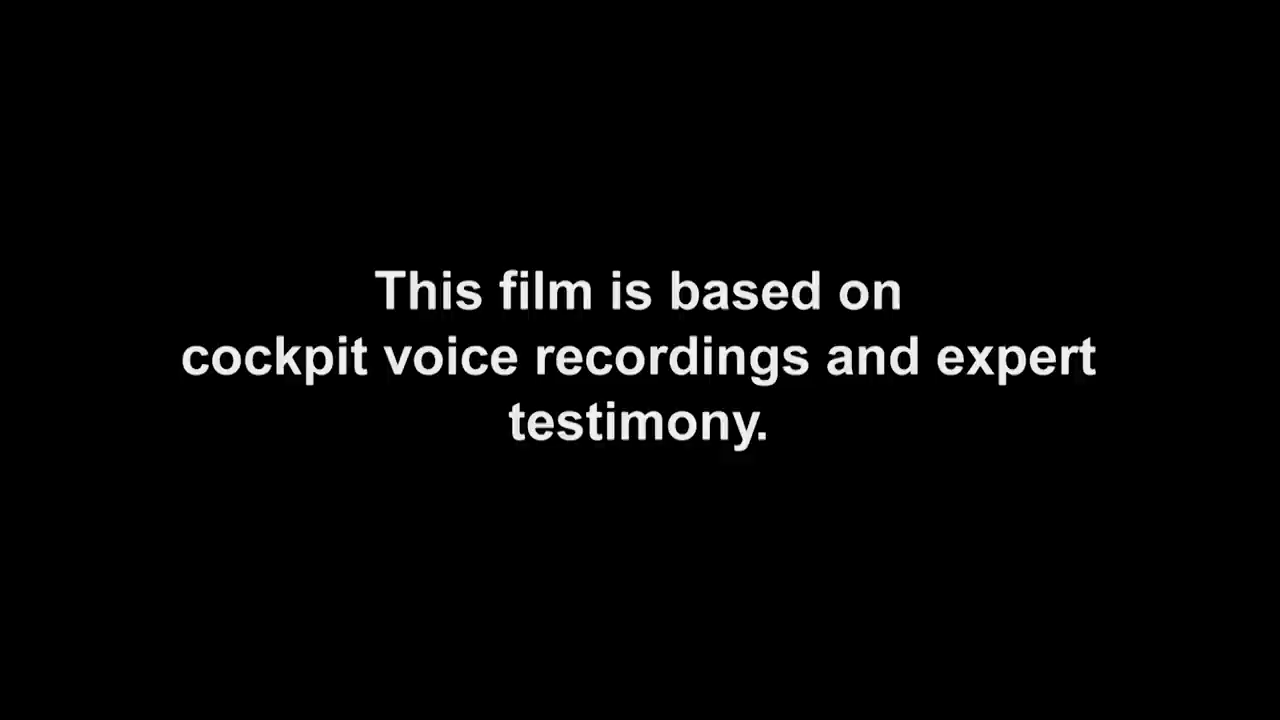 This film is based on
cockpit voice recordings and expert
testimony.